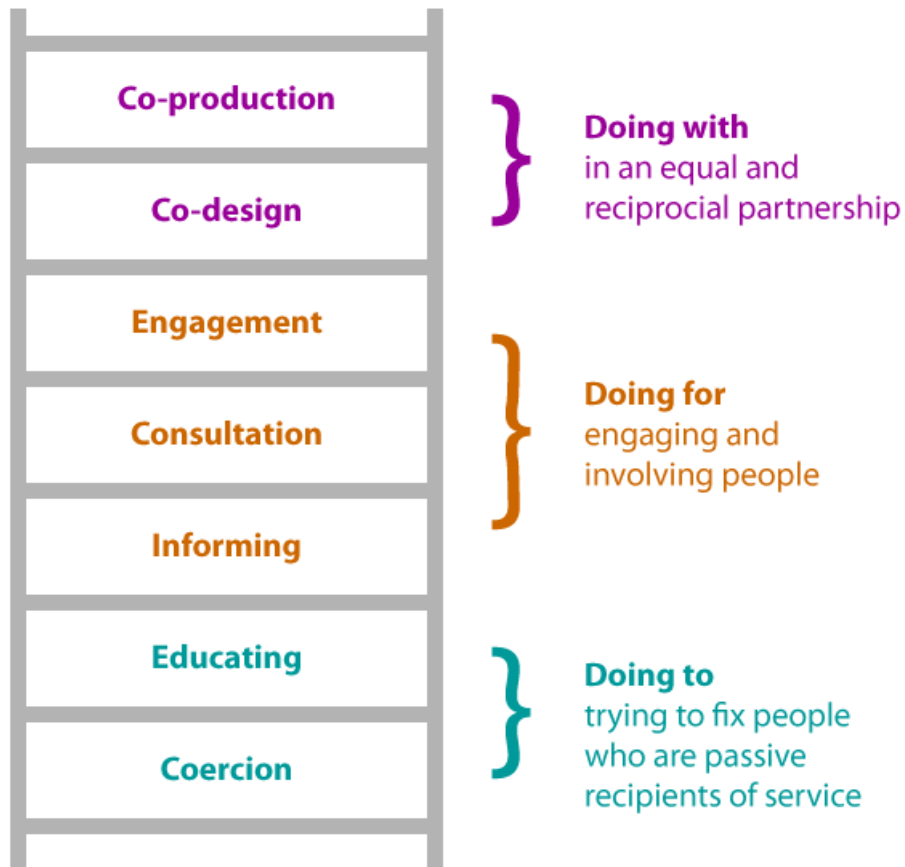 Co-production
Doing with
in an equal and
reciprocial partnership
Co-design
Engagement
Consultation
Doing for
engaging and
involving people
Informing
Educating
Coercion
Doing to
trying to fix people
who are passive
recipients of service